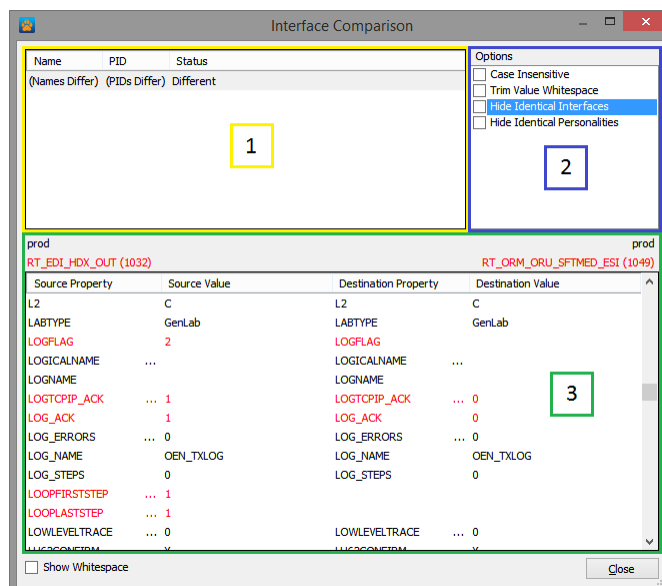 Interface Comparison
Name PID Status
(Names Differ) (PIDs Differ) Different
1
Options
Case Insensitive
Trim Value Whitespace
Hide Identical Interfaces
Hide Identical Personalities
2
prod prod
RT_EDI_HDX_OUT (1032) RT_ORM_ORU_SFTMED_ESI (1049)
Source Property Source Value Destination Property Destination Value
L2 C L2 C
LABTYPE GenLab LABTYPE GenLab
LOGFLAG 2 LOGFLAG
LOGICALNAME ... LOGICALNAME ...
LOGNAME LOGNAME
LOGTCPIP_ACK ... 1 LOGTCPIP_ACK ... 0
LOG_ACK 1 LOG_ACK 0
LOG_ERRORS ... 0 LOG_ERRORS ... 0
LOG_NAME OEN_TXLOG LOG_NAME OEN_TXLOG
LOG_STEPS 0 LOG_STEPS 0
LOOPFIRSTSTEP ... 1
LOOPLASTSTEP ... 1
LOWLEVELTRACE ... 0 LOWLEVELTRACE ... 0
3
Show Whitespace
Close